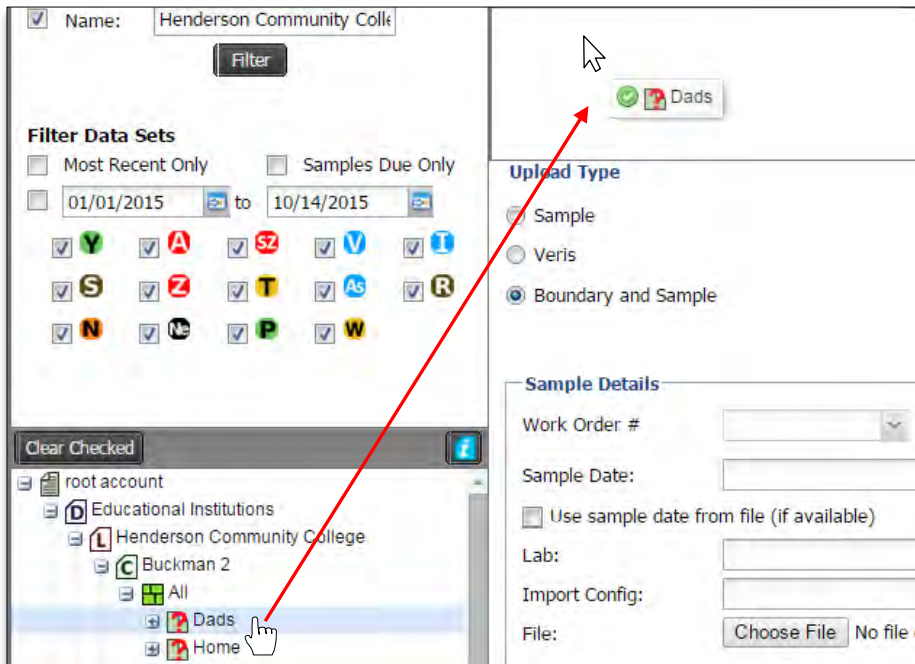 Name: Henderson Community Colle
Filter
Filter Data Sets
Most Recent Only Samples Due Only
01/01/2015 to 10/14/2015
Y A SZ V I
S Z T As R
N Ne P W
Clear Checked i
root account
D Educational Institutions
L Henderson Community College
C Buckman 2
All
? Dads
? Home
? Dads
Upload Type
Sample
Veris
Boundary and Sample
Sample Details
Work Order #
Sample Date:
Use sample date from file (if available)
Lab:
Import Config:
File: Choose File No file